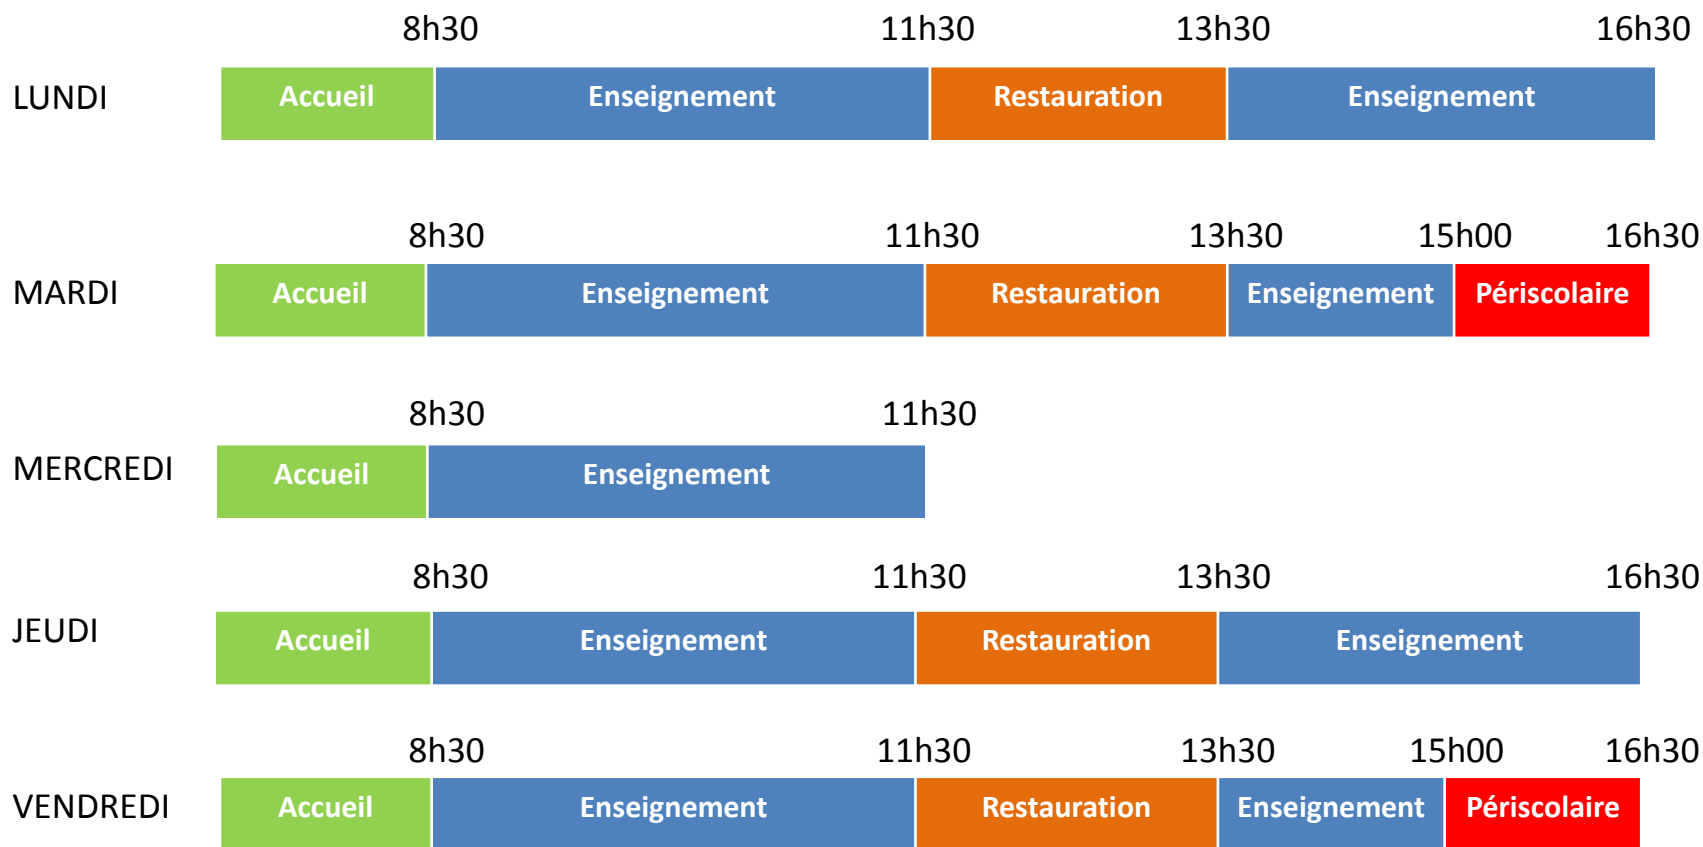 8h30 11h30 13h30 16h30
LUNDI Accueil Enseignement Restauration Enseignement
8h30 11h30 13h30 15h00 16h30
MARDI Accueil Enseignement Restauration Enseignement Périscolaire
8h30 11h30
MERCREDI Accueil Enseignement
8h30 11h30 13h30 16h30
JEUDI Accueil Enseignement Restauration Enseignement
8h30 11h30 13h30 15h00 16h30
VENDREDI Accueil Enseignement Restauration Enseignement Périscolaire